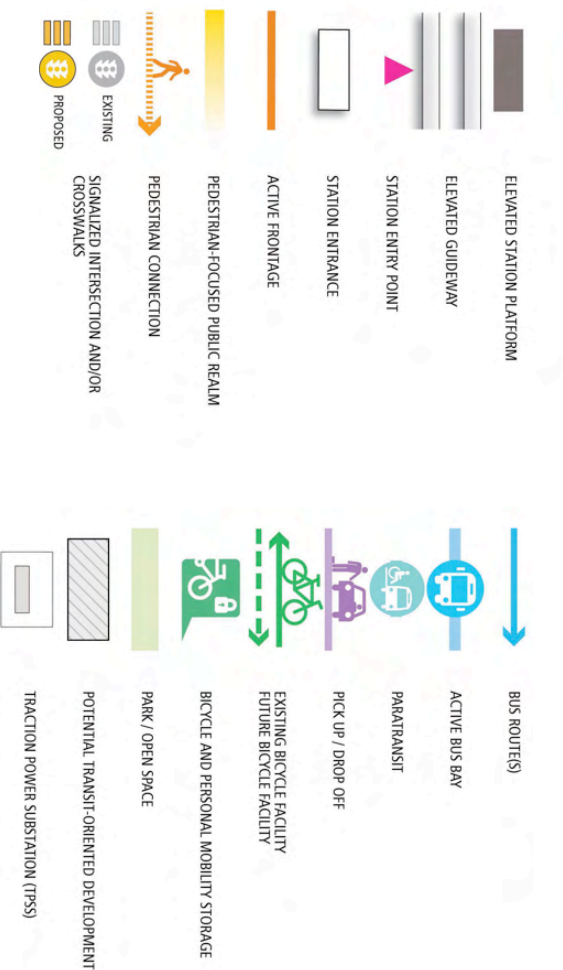 ELEVATED STATION PLATFORM
ELEVATED GUIDEWAY
STATION ENTRY POINT
STATION ENTRANCE
ACTIVE FRONTAGE
PEDESTRIAN-FOCUSED PUBLIC REALM
PEDESTRIAN CONNECTION
EXISTING
PROPOSED
SIGNALIZED INTERSECTION AND/OR
CROSSWALKS
BUS ROUTE(S)
ACTIVE BUS BAY
PARATRANSIT
PICK UP / DROP OFF
EXISTING BICYCLE FACILITY
FUTURE BICYCLE FACILITY
BICYCLE AND PERSONAL MOBILITY STORAGE
PARK / OPEN SPACE
POTENTIAL TRANSIT-ORIENTED DEVELOPMENT
TRACTION POWER SUBSTATION (TPSS)